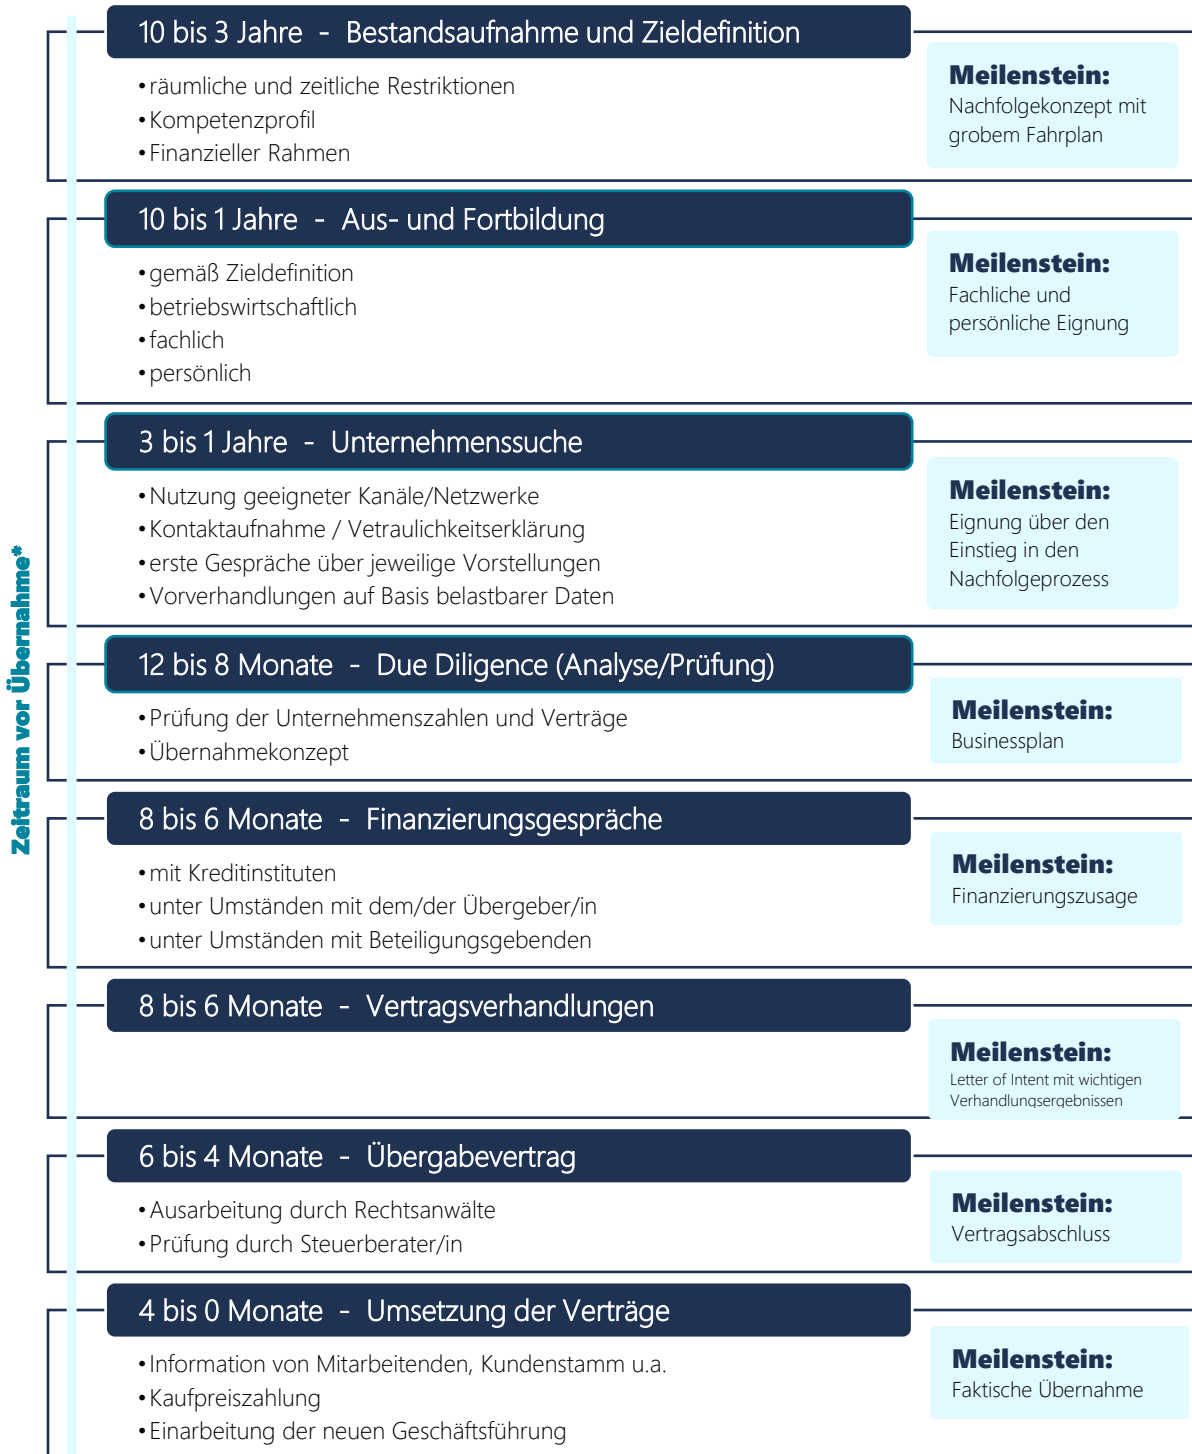 Zeitraum vor Übernahme*
10 bis 3 Jahre - Bestandsaufnahme und Zieldefinition
• räumliche und zeitliche Restriktionen
• Kompetenzprofil
• Finanzieller Rahmen
Meilenstein:
Nachfolgekonzept mit
grobem Fahrplan
10 bis 1 Jahre - Aus- und Fortbildung
• gemäß Zieldefinition
• betriebswirtschaftlich
• fachlich
• persönlich
Meilenstein:
Fachliche und
persönliche Eignung
3 bis 1 Jahre - Unternehmenssuche
• Nutzung geeigneter Kanäle/Netzwerke
• Kontaktaufnahme / Vetraulichkeitserklärung
• erste Gespräche über jeweilige Vorstellungen
• Vorverhandlungen auf Basis belastbarer Daten
Meilenstein:
Eignung über den
Einstieg in den
Nachfolgeprozess
12 bis 8 Monate - Due Diligence (Analyse/Prüfung)
• Prüfung der Unternehmenszahlen und Verträge
• Übernahmekonzept
Meilenstein:
Businessplan
8 bis 6 Monate - Finanzierungsgespräche
• mit Kreditinstituten
• unter Umständen mit dem/der Übergeber/in
• unter Umständen mit Beteiligungsgebenden
Meilenstein:
Finanzierungszusage
8 bis 6 Monate - Vertragsverhandlungen
Meilenstein:
Letter of Intent mit wichtigen
Verhandlungsergebnissen
6 bis 4 Monate - Übergabevertrag
• Ausarbeitung durch Rechtsanwälte
• Prüfung durch Steuerberater/in
Meilenstein:
Vertragsabschluss
4 bis 0 Monate - Umsetzung der Verträge
• Information von Mitarbeitenden, Kundenstamm u.a.
• Kaufpreiszahlung
• Einarbeitung der neuen Geschäftsführung
Meilenstein:
Faktische Übernahme